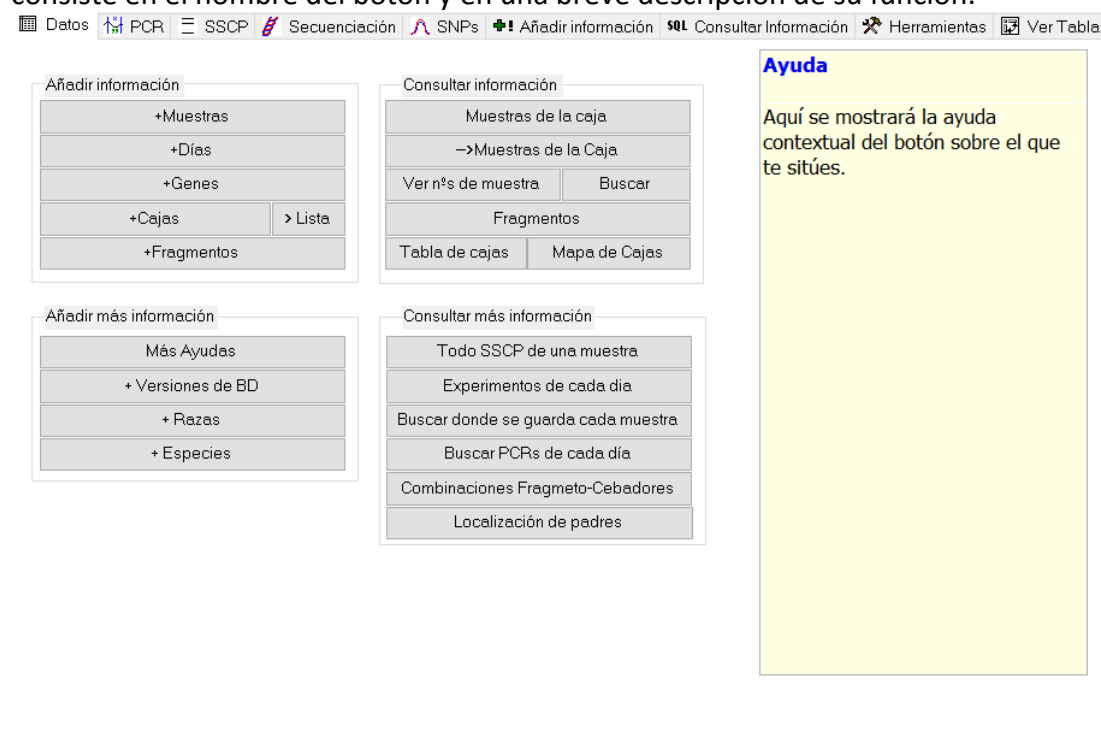 consiste en el nombre del botón y en una breve descripción de su función.
Datos PCR SSCP Secuenciación SNPs Añadir información SQL Consultar Información Herramientas Ver Tabla
Añadir información
+Muestras
+Días
+Genes
+Cajas > Lista
+Fragmentos
Consultar información
Muestras de la caja
-->Muestras de la Caja
Ver nºs de muestra Buscar
Fragmentos
Tabla de cajas Mapa de Cajas
Añadir más información
Más Ayudas
+ Versiones de BD
+ Razas
+ Especies
Consultar más información
Todo SSCP de una muestra
Experimentos de cada dia
Buscar donde se guarda cada muestra
Buscar PCRs de cada día
Combinaciones Fragmeto-Cebadores
Localización de padres
Ayuda
Aquí se mostrará la ayuda
contextual del botón sobre el que
te sitúes.